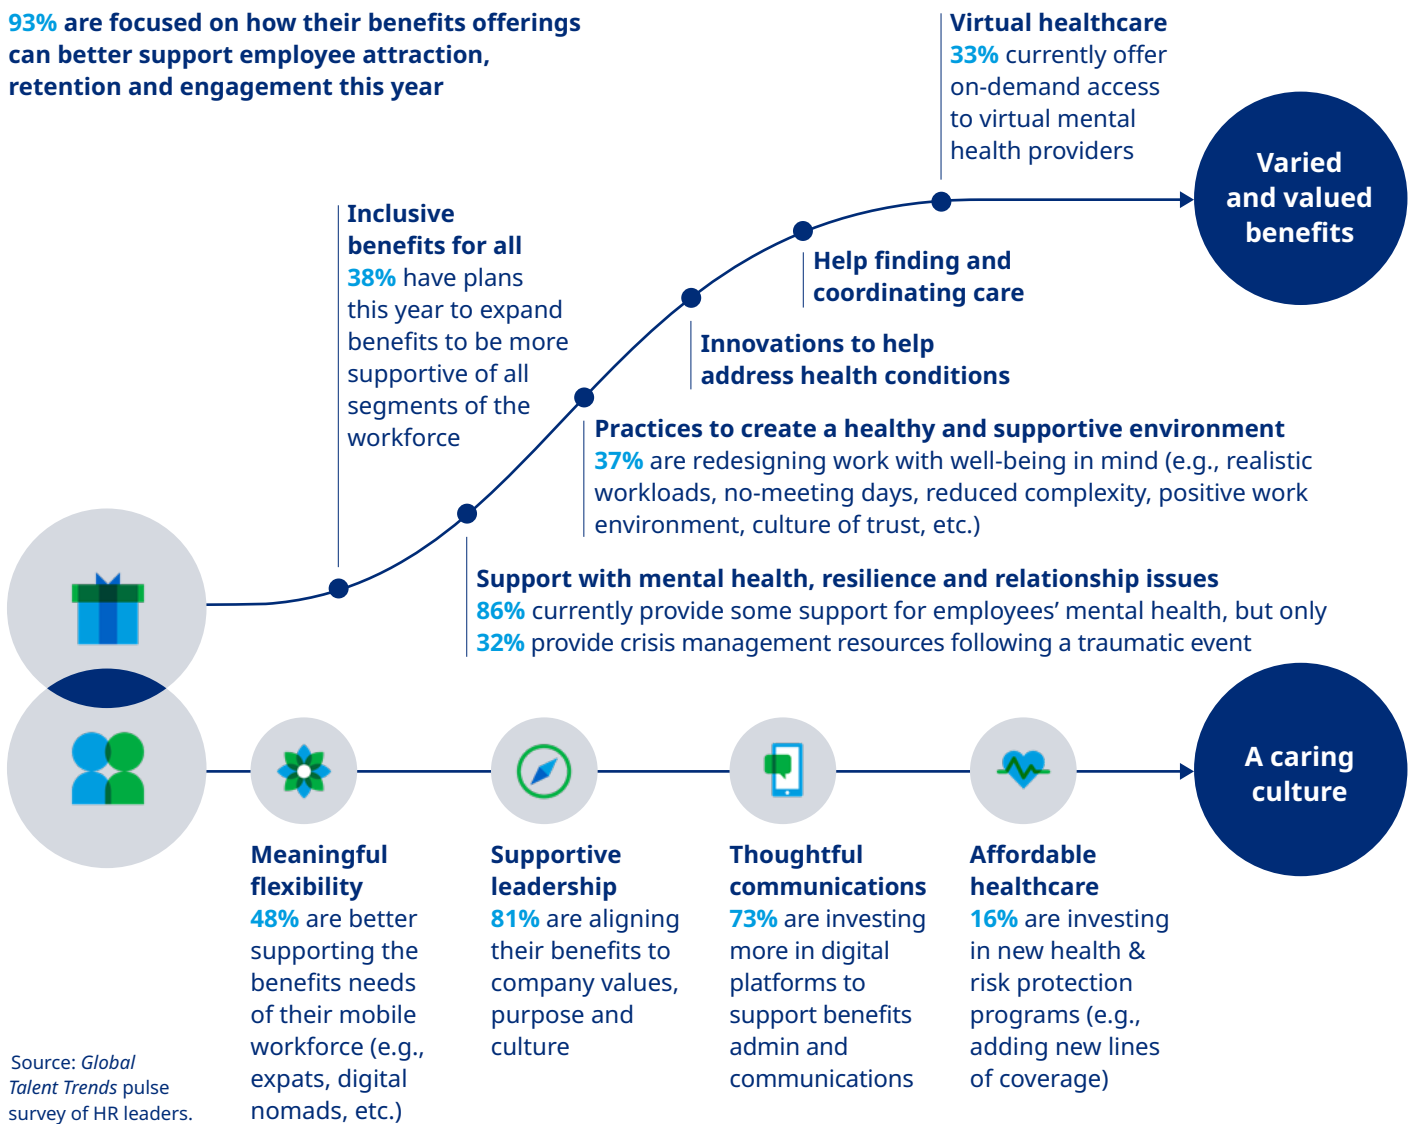 93% are focused on how their benefits offerings
can better support employee attraction,
retention and engagement this year
Virtual healthcare
33% currently offer
on-demand access
to virtual mental
health providers
Varied
and valued
benefits
Inclusive
benefits for all
38% have plans
this year to expand
benefits to be more
supportive of all
segments of the
workforce
Help finding and
coordinating care
Innovations to help
address health conditions
Practices to create a healthy and supportive environment
37% are redesigning work with well-being in mind (e.g., realistic
workloads, no-meeting days, reduced complexity, positive work
environment, culture of trust, etc.)
Support with mental health, resilience and relationship issues
86% currently provide some support for employees’ mental health, but only
32% provide crisis management resources following a traumatic event
A caring
culture
Meaningful
flexibility
48% are better
supporting the
benefits needs
of their mobile
workforce (e.g.,
expats, digital
nomads, etc.)
Supportive
leadership
81% are aligning
their benefits to
company values,
purpose and
culture
Thoughtful
communications
73% are investing
more in digital
platforms to
support benefits
admin and
communications
Affordable
healthcare
16% are investing
in new health &
risk protection
programs (e.g.,
adding new lines
of coverage)
Source: Global
Talent Trends pulse
survey of HR leaders.